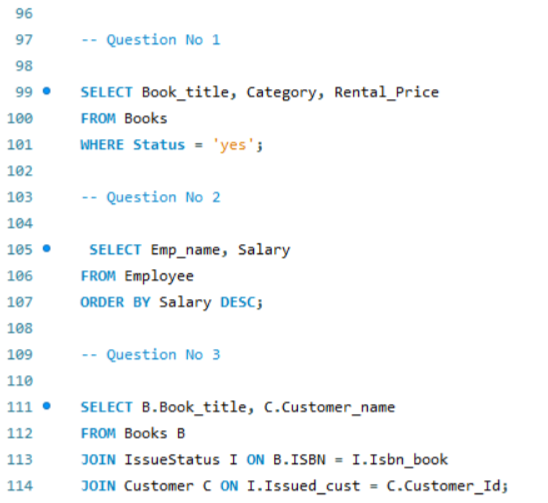 96
97 -- Question No 1
98
99 SELECT Book_title, Category, Rental_Price
100 FROM Books
101 WHERE Status = 'yes';
102
103 -- Question No 2
104
105 SELECT Emp_name, Salary
106 FROM Employee
107 ORDER BY Salary DESC;
108
109 -- Question No 3
110
111 SELECT B.Book_title, C.Customer_name
112 FROM Books B
113 JOIN IssueStatus I ON B.ISBN = I.Isbn_book
114 JOIN Customer C ON I.Issued_cust = C.Customer_Id;